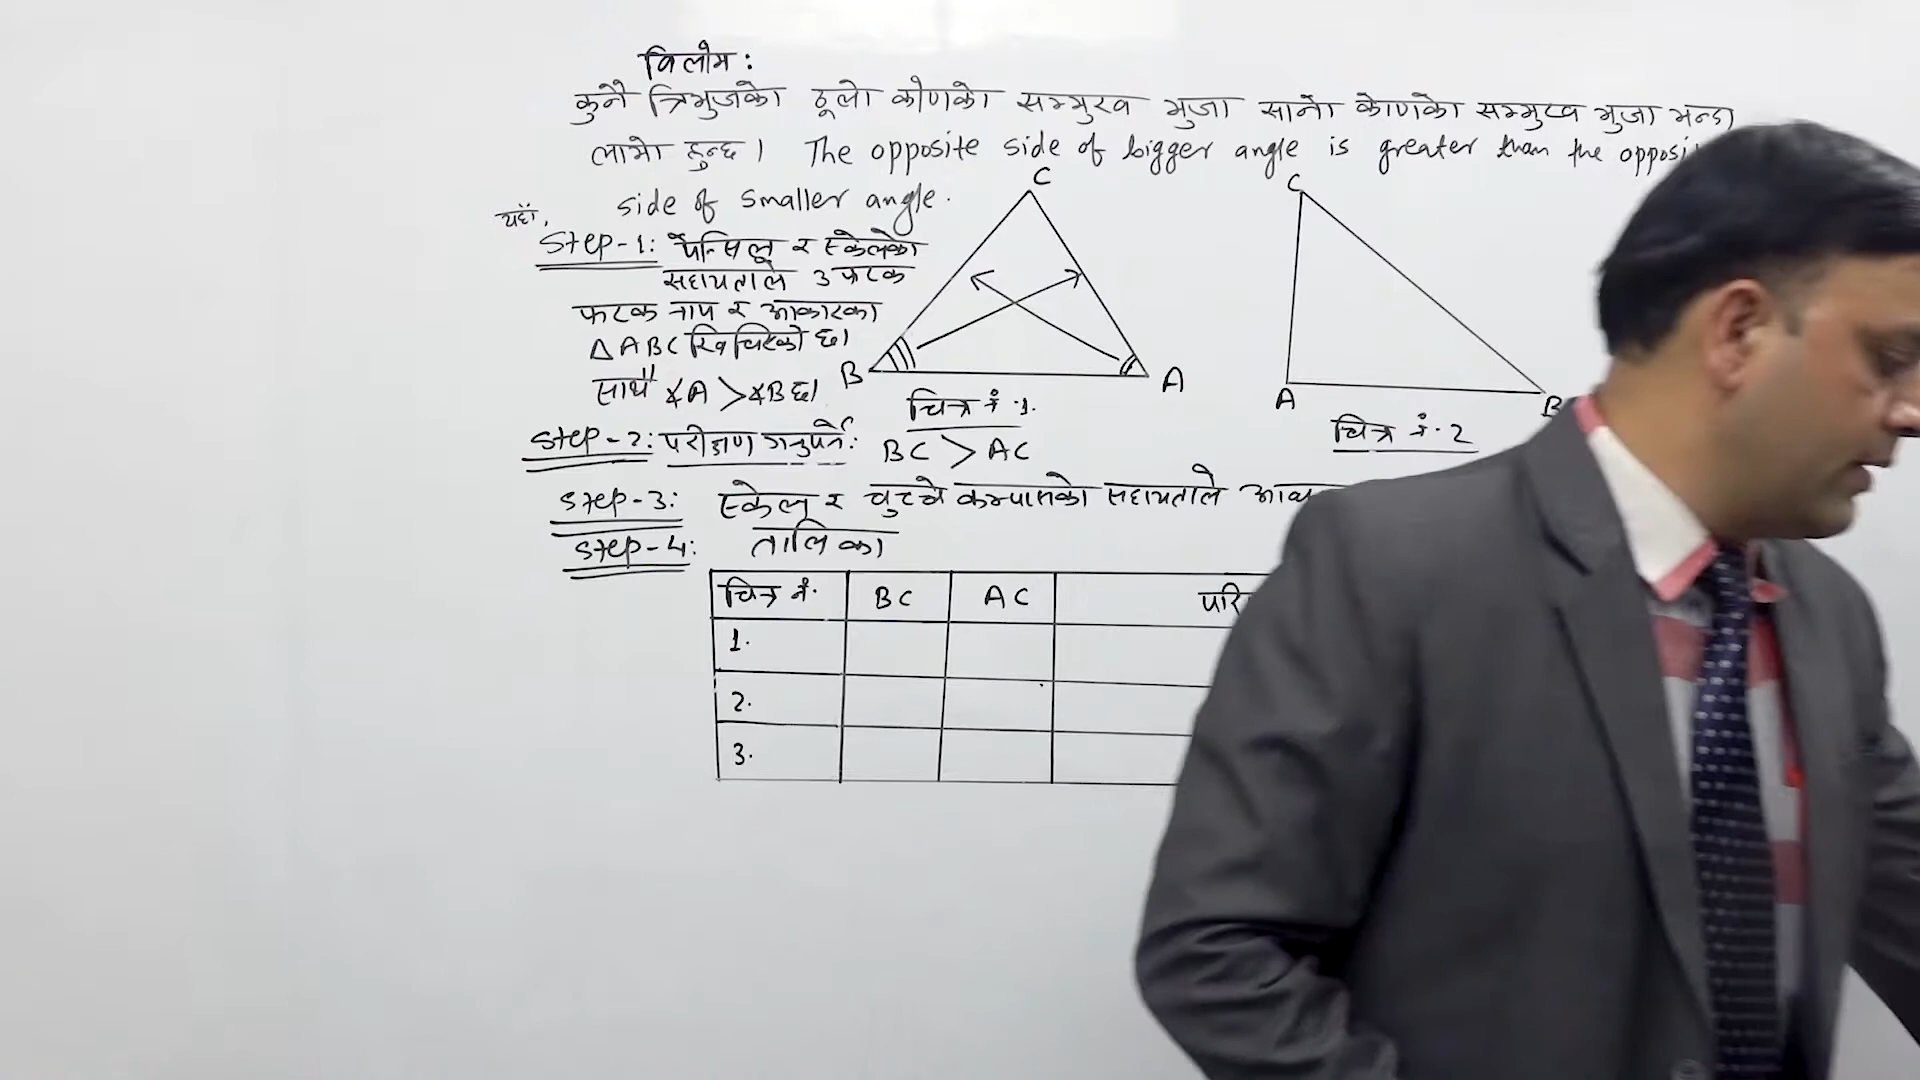 विलोम :
कुनै त्रिभुजको ठूलो कोणको सम्मुख भुजा सानो कोणको सम्मुख भुजा भन्दा
लामो हुन्छ । The opposite side of bigger angle is greater than the opposi
side of smaller angle.
यहाँ,
Step-1: पेन्सिल र स्केलको
सहायताले 3 फरक
फरक नाप र आकारका
△ABC खिचिएको छ।
साथै ∡A > ∡B छ।
C
B
A
चित्र नं.1.
C
A
B
चित्र नं.2
Step-2: परीक्षण गर्नुपर्ने: BC > AC
Step-3: स्केल र चुच्चे कम्पासको सहायताले
Step-4: तालिका
चित्र नं. BC AC परि
1.
2.
3.